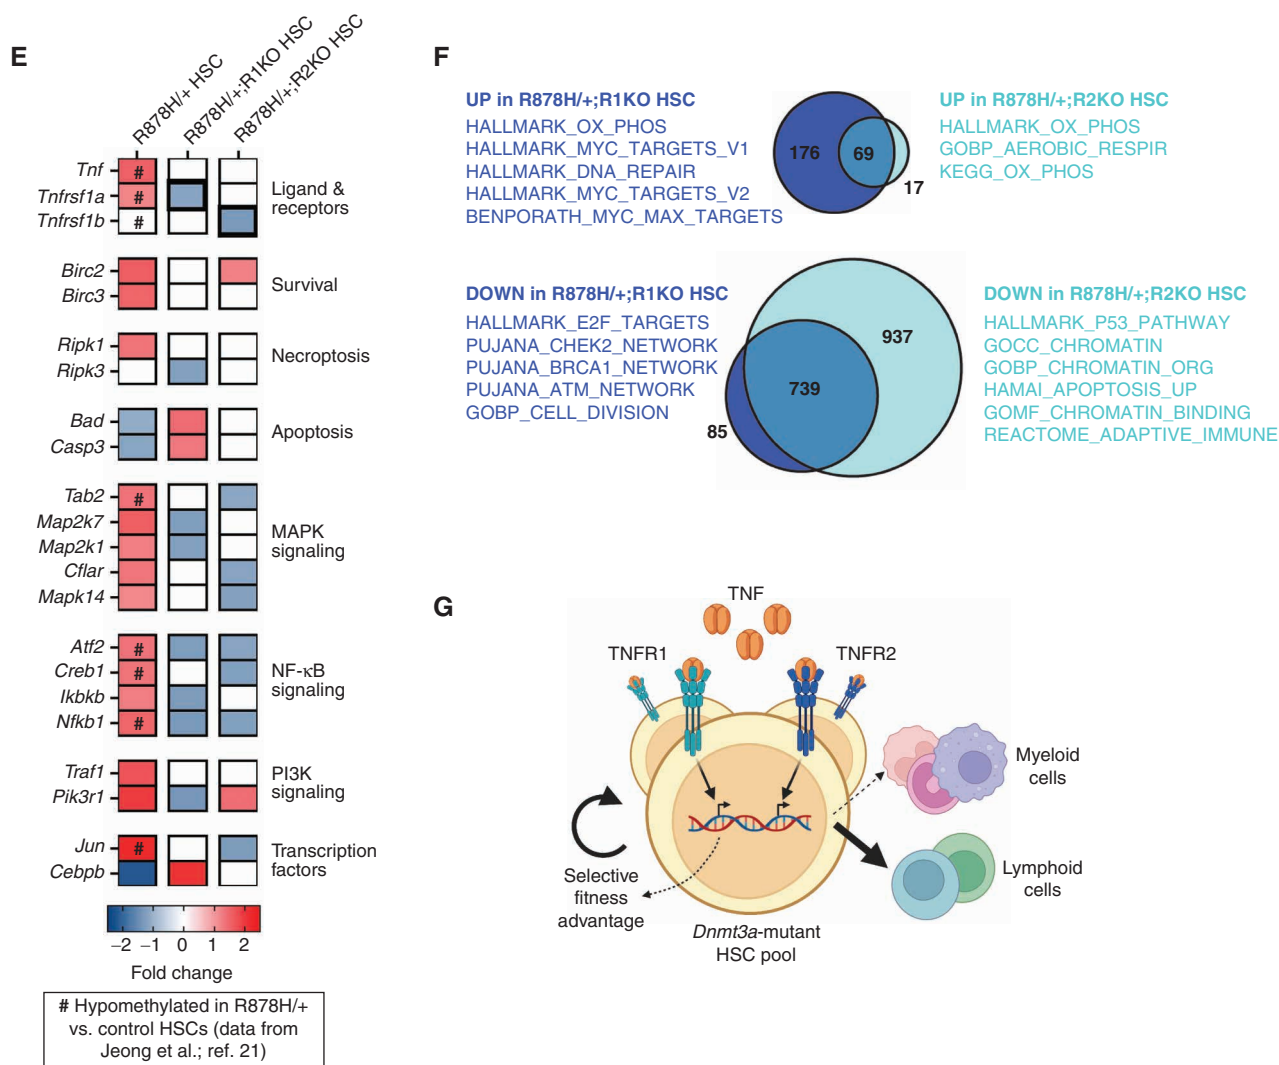 E
R878H/+ HSC
R878H/+;R1KO HSC
R878H/+;R2KO HSC
Tnf #
Tnfrsf1a #
Tnfrsf1b #
Ligand &
receptors
Birc2
Birc3
Survival
Ripk1
Ripk3
Necroptosis
Bad
Casp3
Apoptosis
Tab2 #
Map2k7
Map2k1
Cflar
Mapk14
MAPK
signaling
Atf2 #
Creb1 #
Ikbkb
Nfkb1 #
NF-κB
signaling
Traf1
Pik3r1
PI3K
signaling
Jun #
Cebpb
Transcription
factors
−2 −1 0 1 2
Fold change
# Hypomethylated in R878H/+
vs. control HSCs (data from
Jeong et al.; ref. 21)
F
UP in R878H/+;R1KO HSC
HALLMARK_OX_PHOS
HALLMARK_MYC_TARGETS_V1
HALLMARK_DNA_REPAIR
HALLMARK_MYC_TARGETS_V2
BENPORATH_MYC_MAX_TARGETS
176
69
17
UP in R878H/+;R2KO HSC
HALLMARK_OX_PHOS
GOBP_AEROBIC_RESPIR
KEGG_OX_PHOS
DOWN in R878H/+;R1KO HSC
HALLMARK_E2F_TARGETS
PUJANA_CHEK2_NETWORK
PUJANA_BRCA1_NETWORK
PUJANA_ATM_NETWORK
GOBP_CELL_DIVISION
937
739
85
DOWN in R878H/+;R2KO HSC
HALLMARK_P53_PATHWAY
GOCC_CHROMATIN
GOBP_CHROMATIN_ORG
HAMAI_APOPTOSIS_UP
GOMF_CHROMATIN_BINDING
REACTOME_ADAPTIVE_IMMUNE
G
TNF
TNFR1
TNFR2
Myeloid
cells
Lymphoid
cells
Selective
fitness
advantage
Dnmt3a-mutant
HSC pool